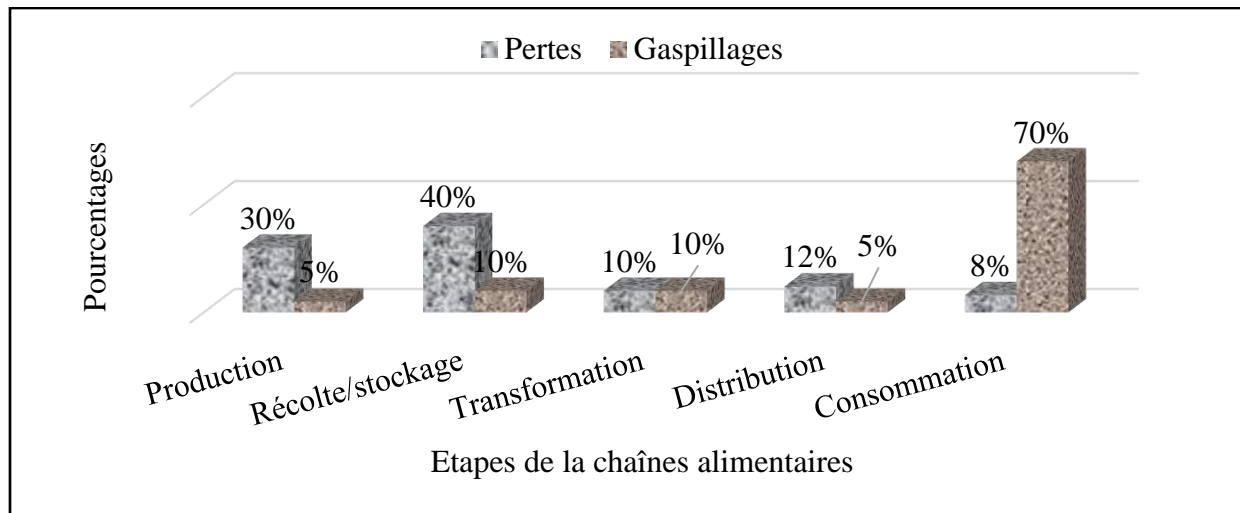 Pertes Gaspillages
Pourcentages
30%
5%
40%
10%
10%
10%
12%
5%
8%
70%
Production
Récolte/stockage
Transformation
Distribution
Consommation
Etapes de la chaînes alimentaires